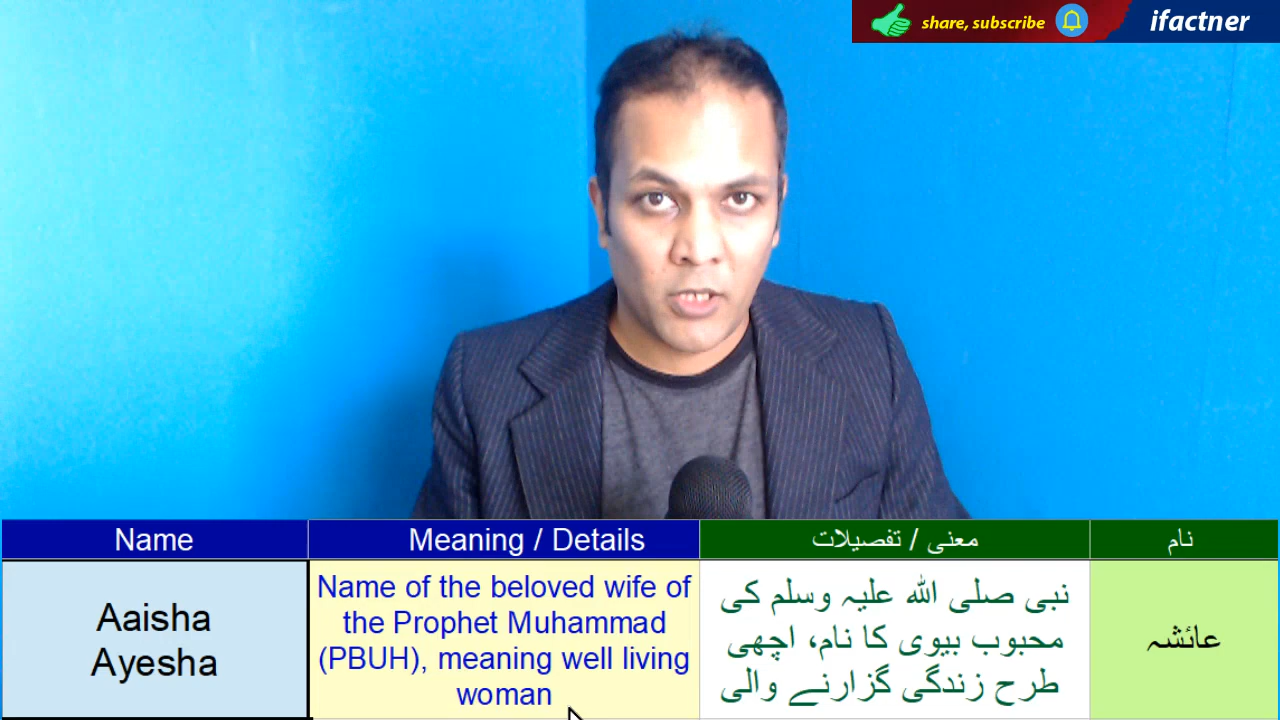 share, subscribe
ifactner
Name
Meaning / Details
معنی / تفصیلات
نام
Aaisha
Ayesha
Name of the beloved wife of
the Prophet Muhammad
(PBUH), meaning well living
woman
نبی صلی اللہ علیہ وسلم کی
محبوب بیوی کا نام، اچھی
طرح زندگی گزارنے والی
عائشہ